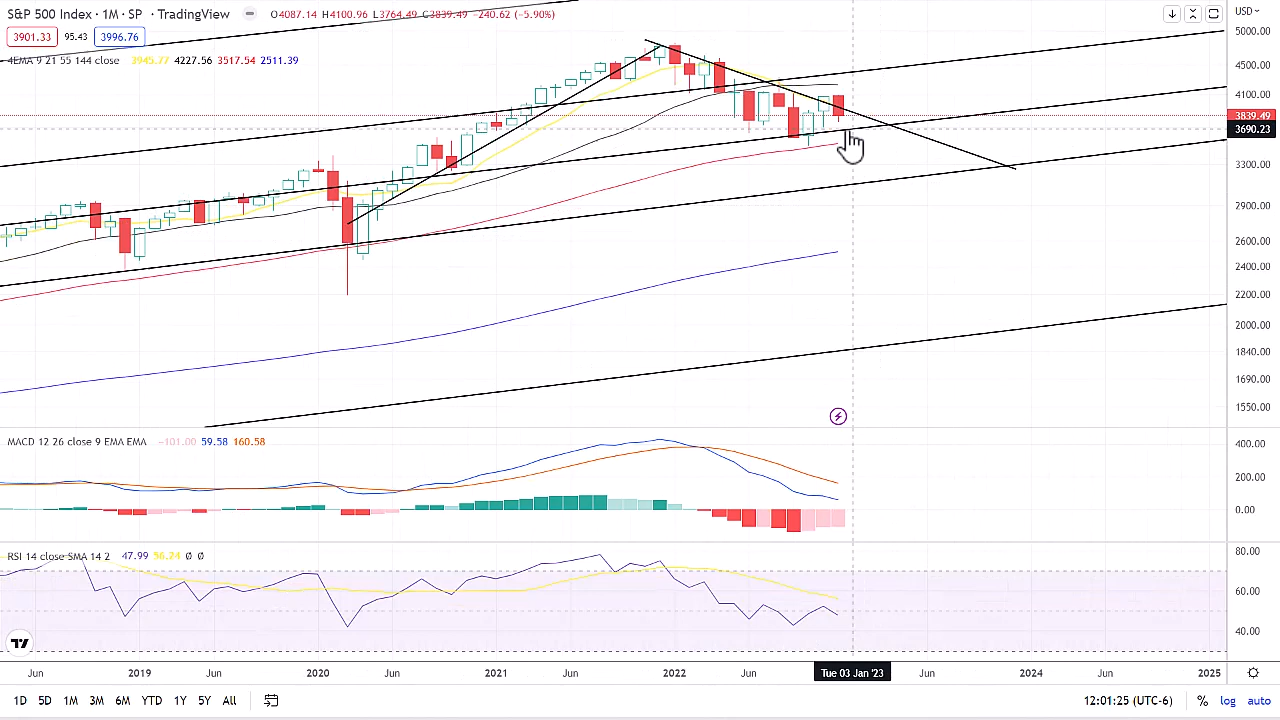 S&P 500 Index · 1M · SP · TradingView O4087.14 H4100.96 L3764.49 C3839.49 −240.62 (−5.90%)
USD
3901.33 95.43 3996.76
4EMA 9 21 55 144 close 3945.77 4227.56 3517.54 2511.39
5000.00
4500.00
4100.00
3839.49
3690.23
3300.00
2900.00
2600.00
2400.00
2200.00
2000.00
1840.00
1690.00
1550.00
MACD 12 26 close 9 EMA EMA −101.00 59.58 160.58
400.00
200.00
0.00
RSI 14 close SMA 14 2 47.99 56.24 Ø Ø
80.00
60.00
40.00
Jun 2019 Jun 2020 Jun 2021 Jun 2022 Jun Tue 03 Jan '23 Jun 2024 Jun 2025
1D 5D 1M 3M 6M YTD 1Y 5Y All 12:01:25 (UTC-6) % log auto